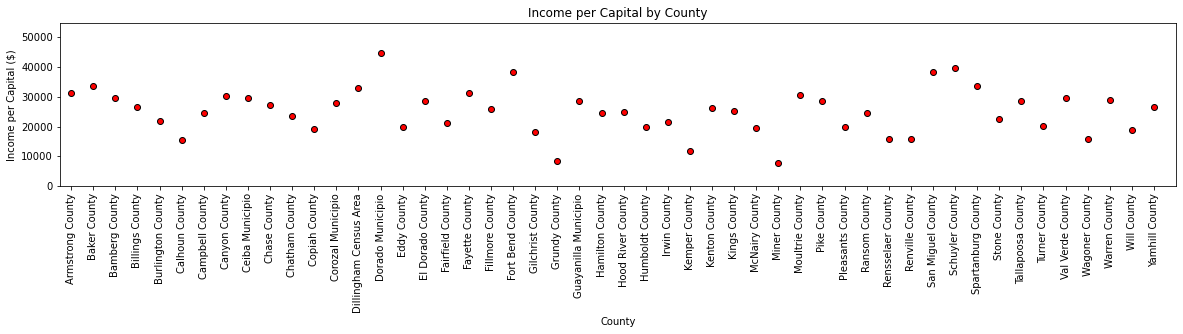 Income per Capital by County
Income per Capital ($)
50000
40000
30000
20000
10000
0
Armstrong County
Baker County
Bamberg County
Billings County
Burlington County
Calhoun County
Campbell County
Canyon County
Ceiba Municipio
Chase County
Chatham County
Copiah County
Corozal Municipio
Dillingham Census Area
Dorado Municipio
Eddy County
El Dorado County
Fairfield County
Fayette County
Fillmore County
Fort Bend County
Gilchrist County
Grundy County
Guayanilla Municipio
Hamilton County
Hood River County
Humboldt County
Irwin County
Kemper County
Kenton County
Kings County
McNairy County
Miner County
Moultrie County
Pike County
Pleasants County
Ransom County
Rensselaer County
Renville County
San Miguel County
Schuyler County
Spartanburg County
Stone County
Tallapoosa County
Turner County
Val Verde County
Wagoner County
Warren County
Will County
Yamhill County
County